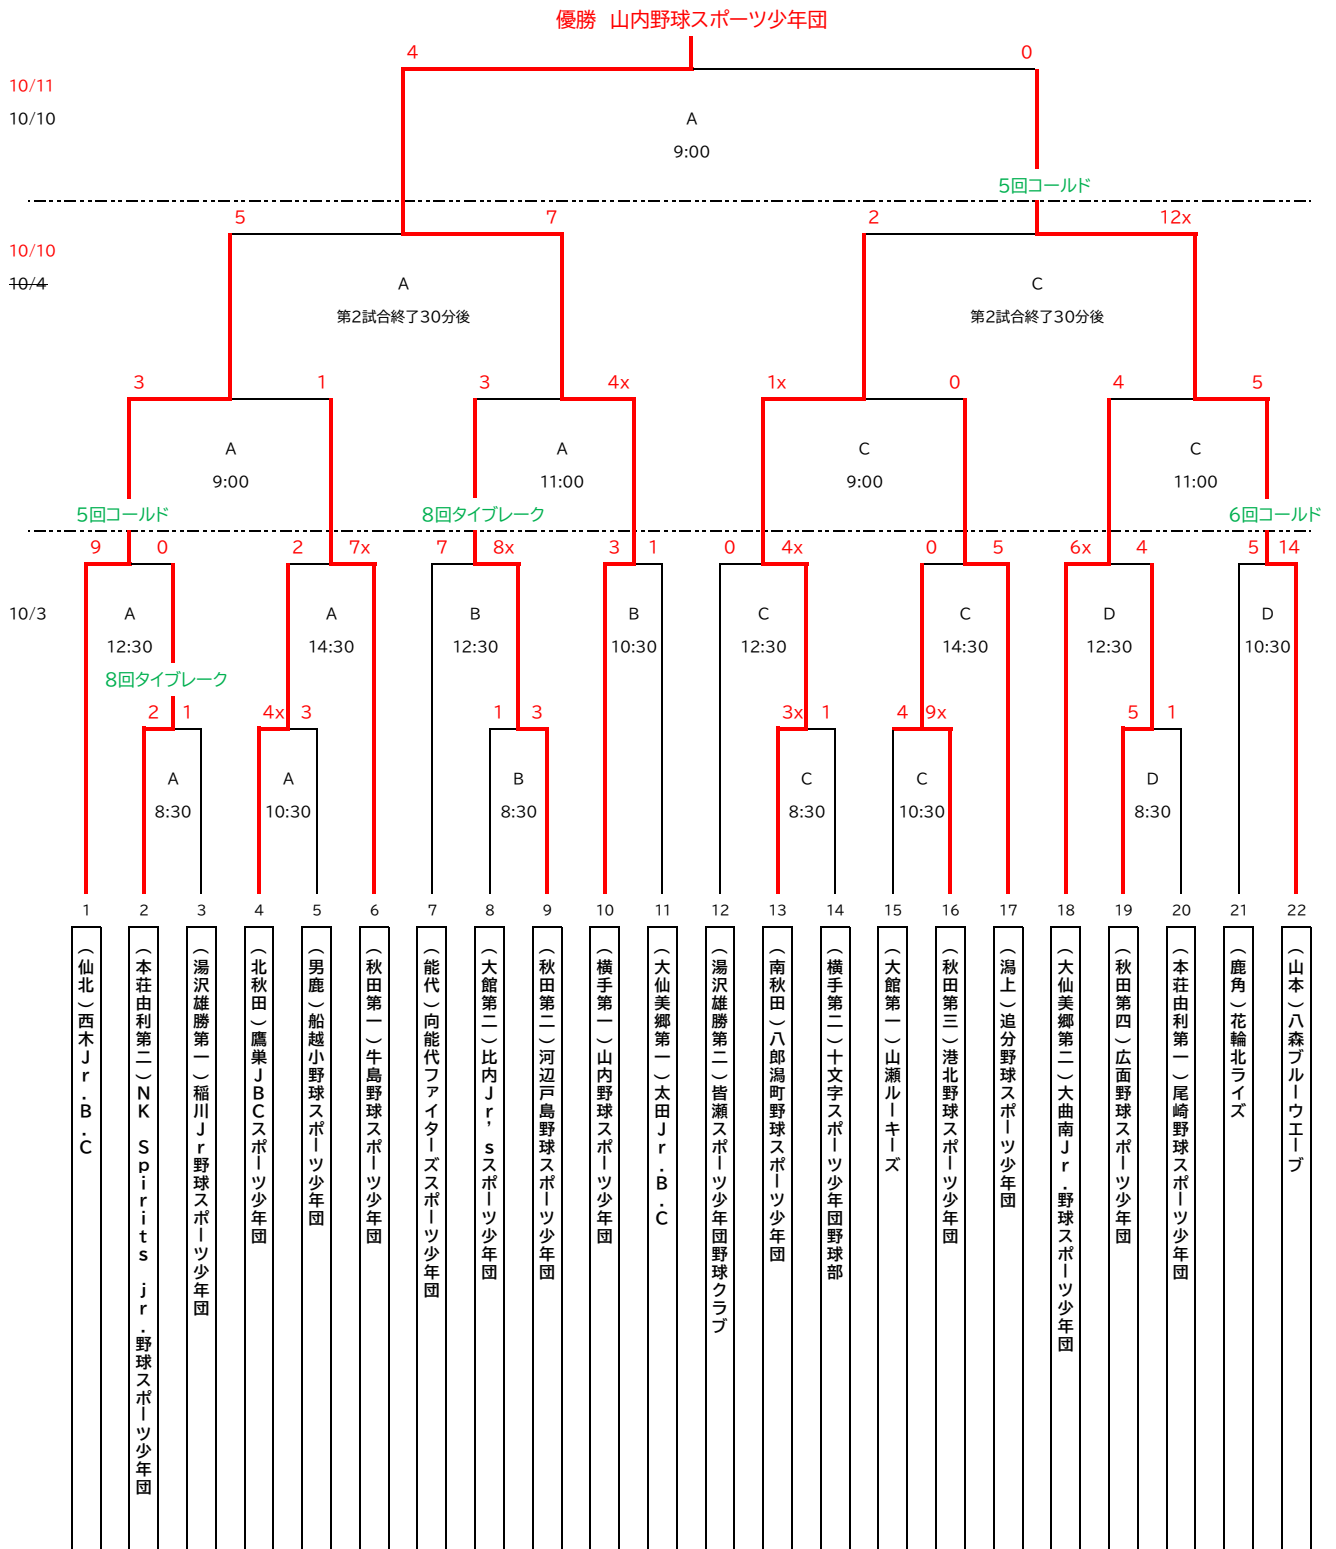 優勝　山内野球スポーツ少年団
4 0
10/11
10/10
A
9:00
5回コールド
5 7 2 12x
10/10
10/4
A C
第2試合終了30分後 第2試合終了30分後
3 1 3 4x 1x 0 4 5
A A C C
9:00 11:00 9:00 11:00
5回コールド 8回タイブレーク 6回コールド
9 0 2 7x 7 8x 3 1 0 4x 0 5 6x 4 5 14
10/3
A A B B C C D D
12:30 14:30 12:30 10:30 12:30 14:30 12:30 10:30
8回タイブレーク
2 1 4x 3 1 3 3x 1 4 9x 5 1
A A B C C D
8:30 10:30 8:30 8:30 10:30 8:30
1 2 3 4 5 6 7 8 9 10 11 12 13 14 15 16 17 18 19 20 21 22
（仙北）西木Jr.B.C
（本荘由利第二）NK　Spirits　jr.野球スポーツ少年団
（湯沢雄勝第一）稲川Jr野球スポーツ少年団
（北秋田）鷹巣JBCスポーツ少年団
（男鹿）船越小野球スポーツ少年団
（秋田第一）牛島野球スポーツ少年団
（能代）向能代ファイターズスポーツ少年団
（大館第二）比内Jr’sスポーツ少年団
（秋田第二）河辺戸島野球スポーツ少年団
（横手第一）山内野球スポーツ少年団
（大仙美郷第一）太田Jr.B.C
（湯沢雄勝第二）皆瀬スポーツ少年団野球クラブ
（南秋田）八郎潟町野球スポーツ少年団
（横手第二）十文字スポーツ少年団野球部
（大館第一）山瀬ルーキーズ
（秋田第三）港北野球スポーツ少年団
（潟上）追分野球スポーツ少年団
（大仙美郷第二）大曲南Jr.野球スポーツ少年団
（秋田第四）広面野球スポーツ少年団
（本荘由利第一）尾崎野球スポーツ少年団
（鹿角）花輪北ライズ
（山本）八森ブルーウエーブ